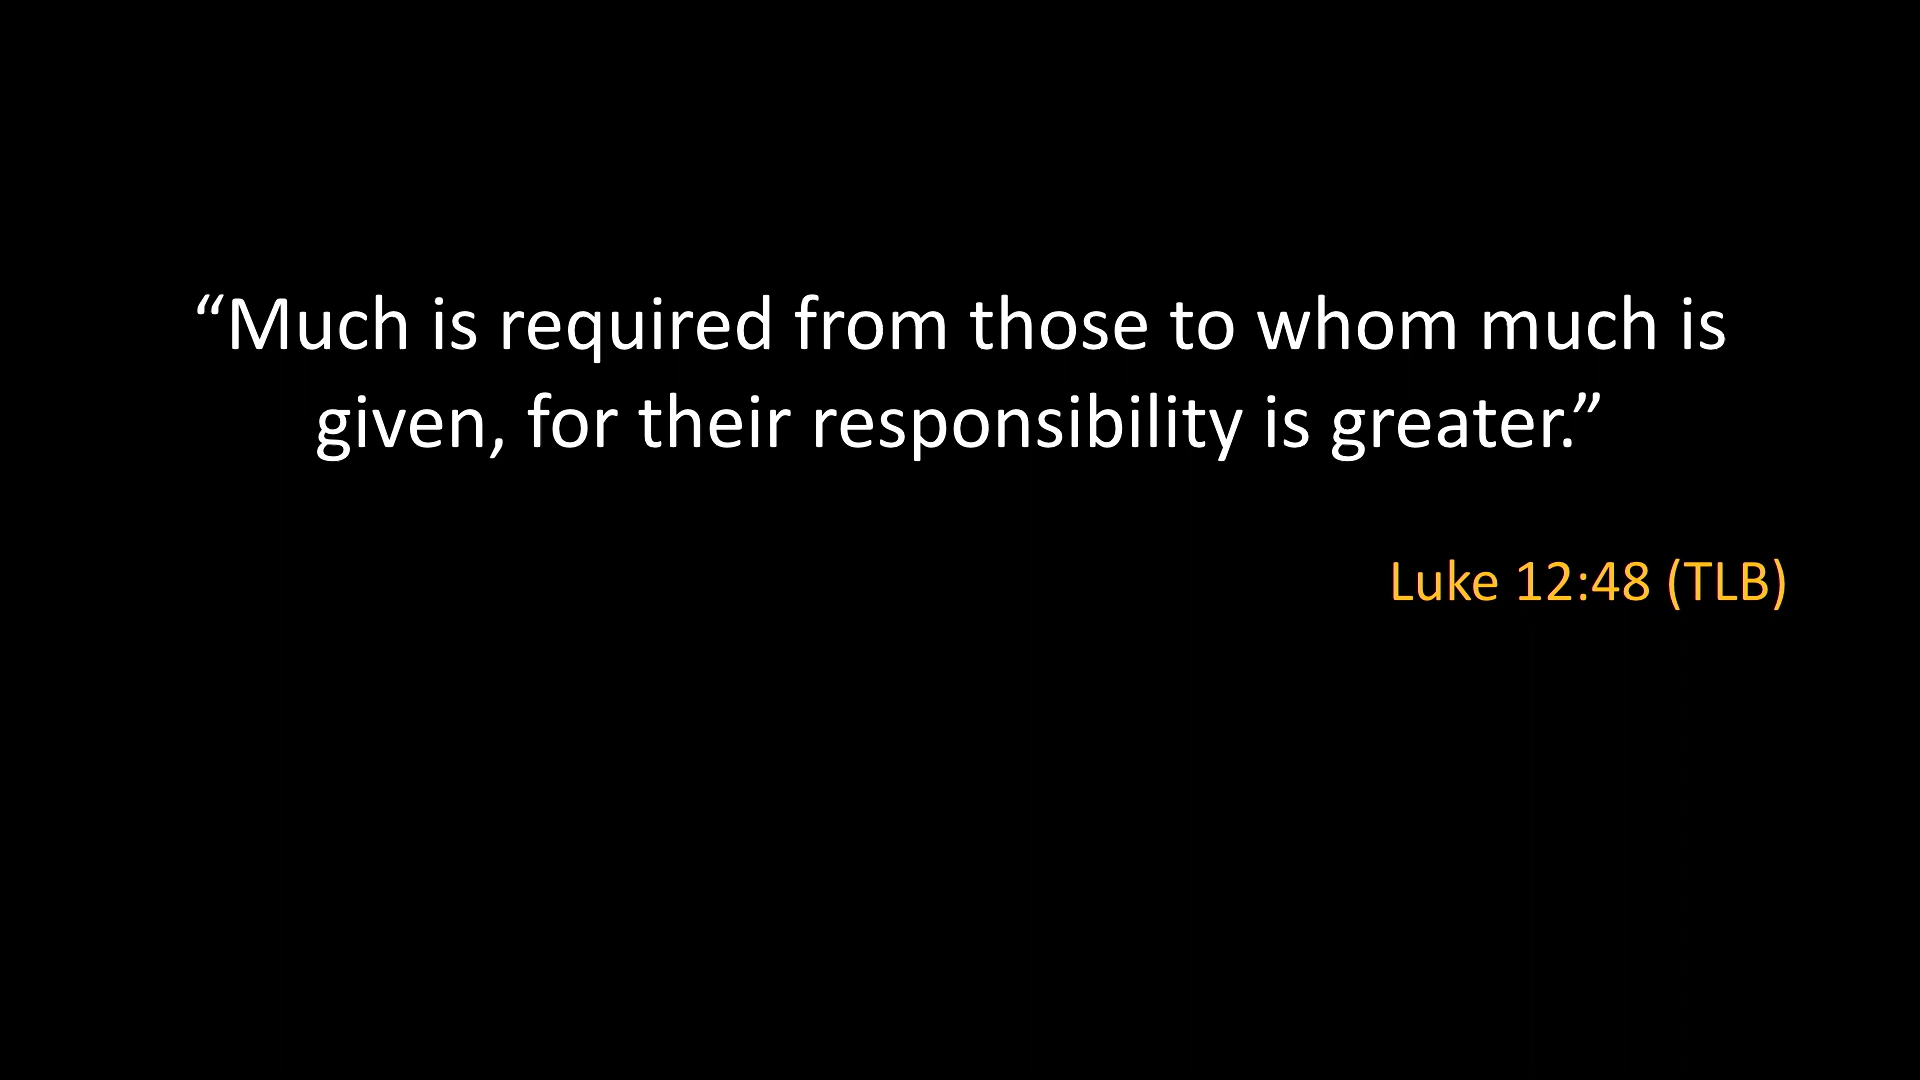 “Much is required from those to whom much is
given, for their responsibility is greater.”
Luke 12:48 (TLB)